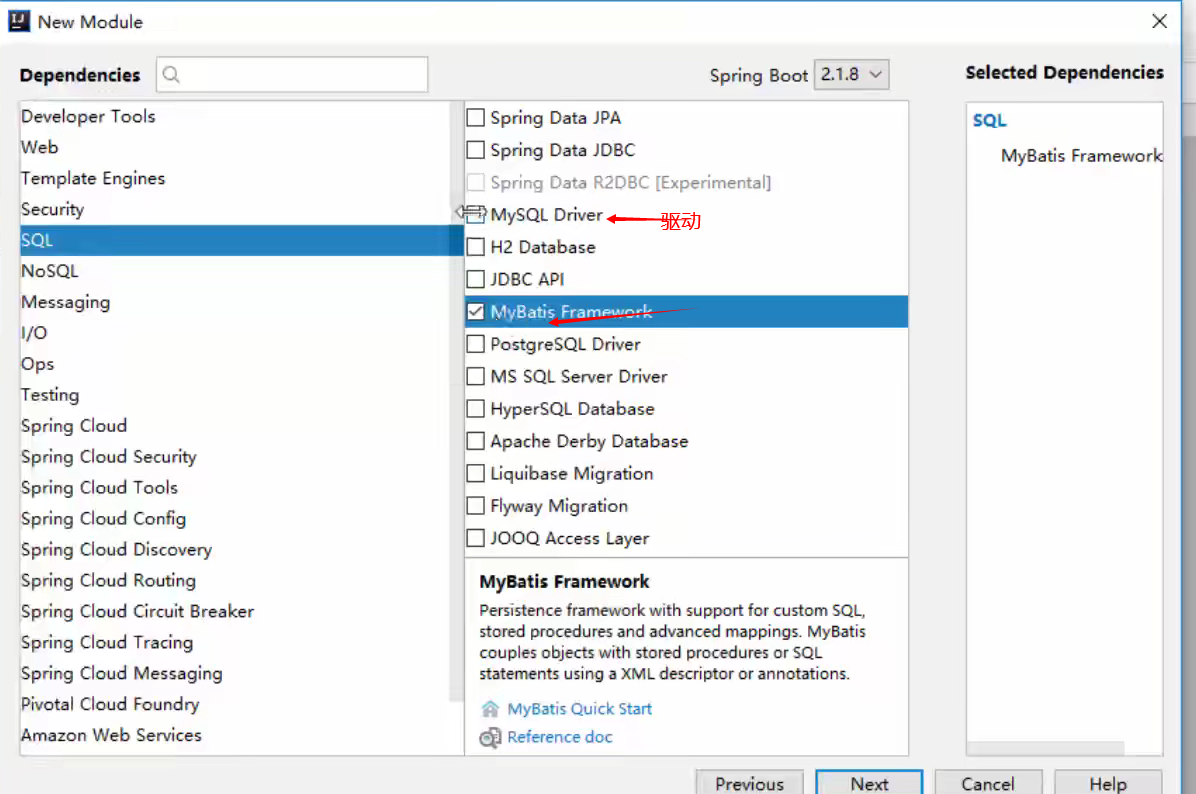 New Module
Dependencies
Spring Boot 2.1.8
Selected Dependencies
Developer Tools
Web
Template Engines
Security
SQL
NoSQL
Messaging
I/O
Ops
Testing
Spring Cloud
Spring Cloud Security
Spring Cloud Tools
Spring Cloud Config
Spring Cloud Discovery
Spring Cloud Routing
Spring Cloud Circuit Breaker
Spring Cloud Tracing
Spring Cloud Messaging
Pivotal Cloud Foundry
Amazon Web Services
Spring Data JPA
Spring Data JDBC
Spring Data R2DBC [Experimental]
MySQL Driver 驱动
H2 Database
JDBC API
MyBatis Framework
PostgreSQL Driver
MS SQL Server Driver
HyperSQL Database
Apache Derby Database
Liquibase Migration
Flyway Migration
JOOQ Access Layer
MyBatis Framework
Persistence framework with support for custom SQL,
stored procedures and advanced mappings. MyBatis
couples objects with stored procedures or SQL
statements using a XML descriptor or annotations.
MyBatis Quick Start
Reference doc
SQL
MyBatis Framework
Previous
Next
Cancel
Help